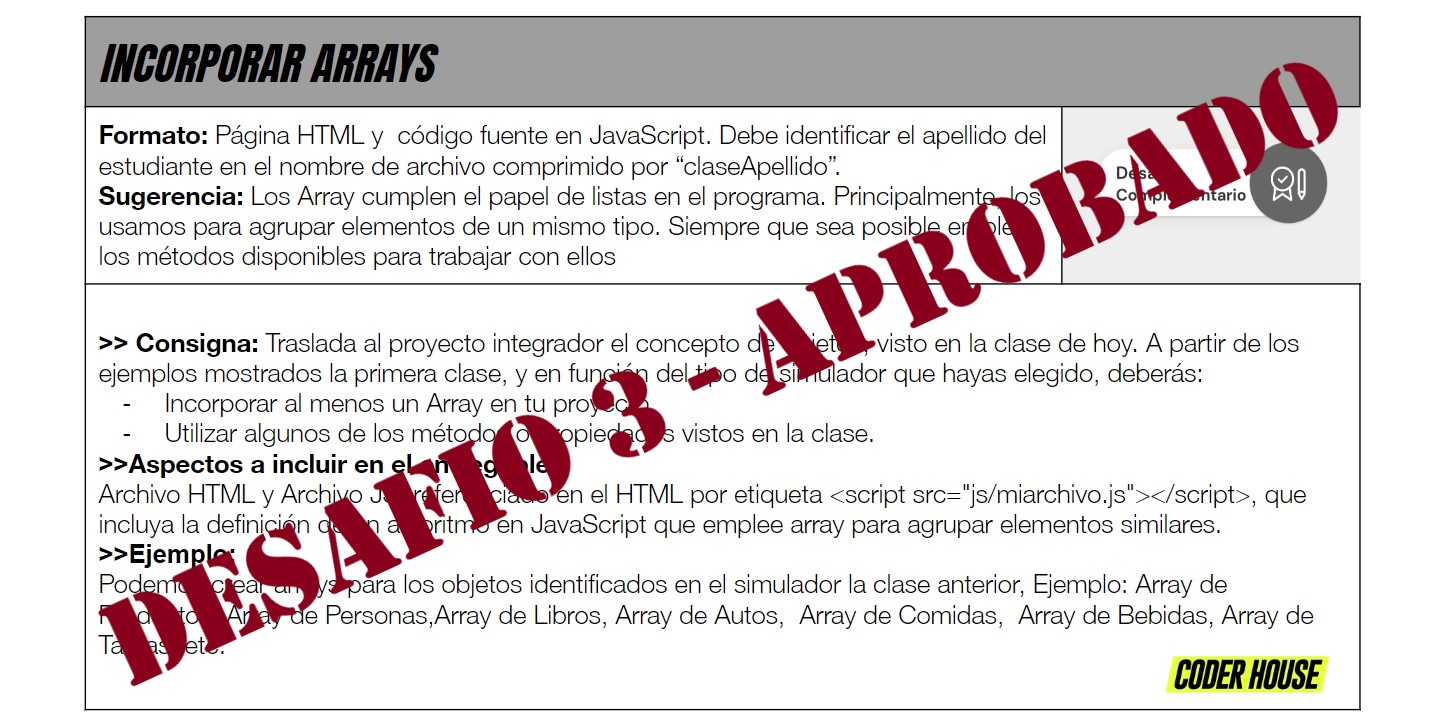 INCORPORAR ARRAYS
Formato: Página HTML y  código fuente en JavaScript. Debe identificar el apellido del
estudiante en el nombre de archivo comprimido por “claseApellido”.
Sugerencia: Los Array cumplen el papel de listas en el programa. Principalmente, los
usamos para agrupar elementos de un mismo tipo. Siempre que sea posible
los métodos disponibles para trabajar con ellos
>> Consigna: Traslada al proyecto integrador el concepto de visto en la clase de hoy. A partir de los
ejemplos mostrados la primera clase, y en función del tipo de simulador que hayas elegido, deberás:
- Incorporar al menos un Array en tu proyecto.
- Utilizar algunos de los métodos o propiedades vistos en la clase.
>>Aspectos a incluir en el entregable
Archivo HTML y Archivo JS referenciado en el HTML por etiqueta <script src="js/miarchivo.js"></script>, que
incluya la definición de un algoritmo en JavaScript que emplee array para agrupar elementos similares.
>>Ejemplo:
Podemos crear arrays para los objetos identificados en el simulador la clase anterior, Ejemplo: Array de
Array de Personas,Array de Libros, Array de Autos,  Array de Comidas,  Array de Bebidas, Array de
etc.
Complementario
CODER HOUSE
DESAFIO 3 - APROBADO